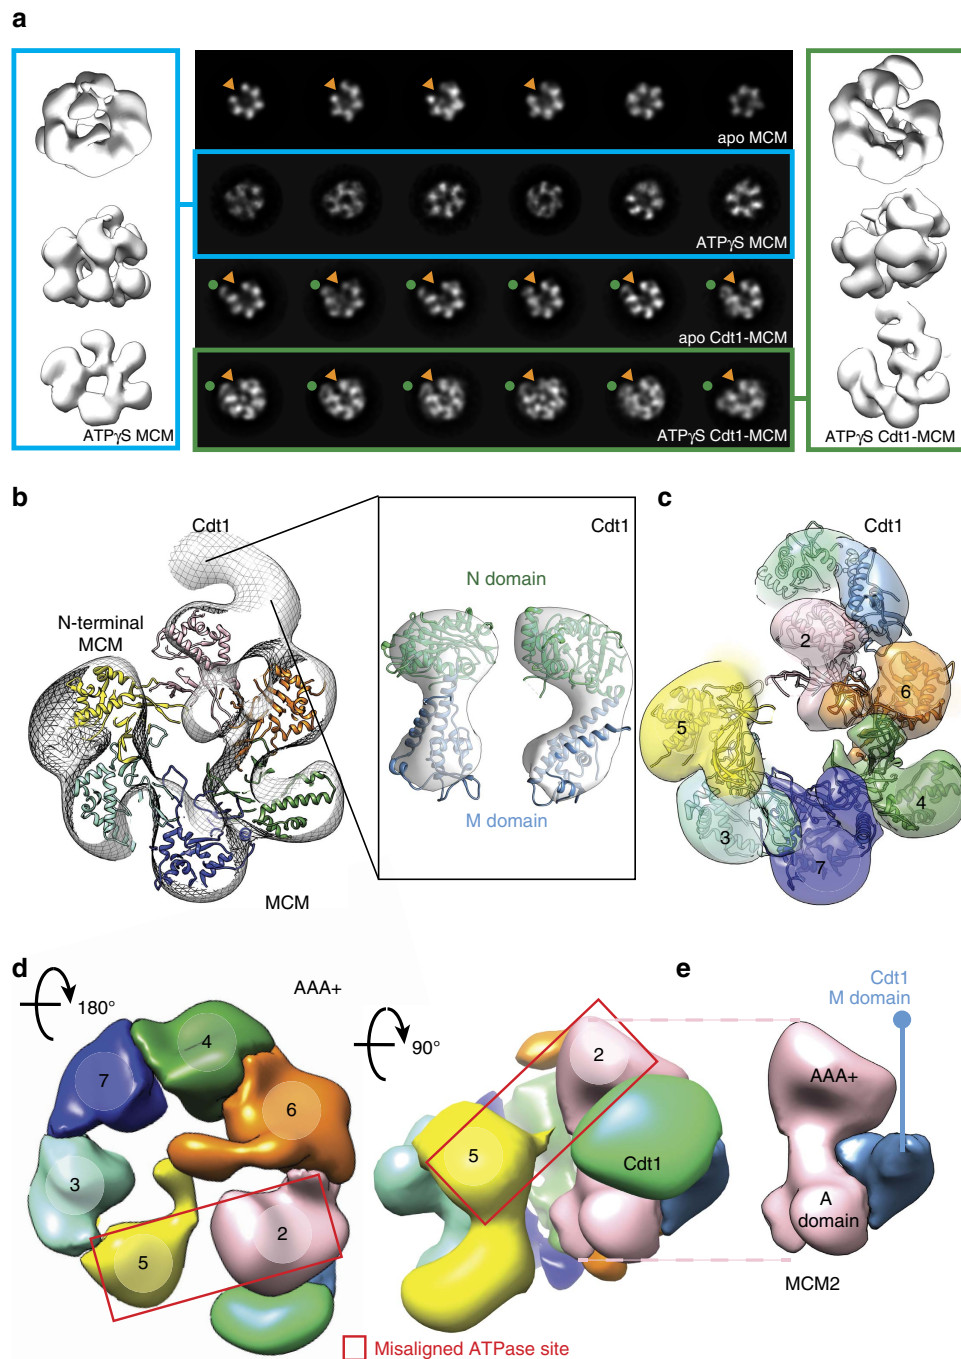 a
apo MCM
ATPγS MCM
apo Cdt1-MCM
ATPγS Cdt1-MCM
ATPγS MCM
ATPγS Cdt1-MCM
b
Cdt1
N-terminal
MCM
MCM
Cdt1
N domain
M domain
c
Cdt1
2
6
5
4
3
7
d
180°
AAA+
4
7
6
3
2
5
90°
2
5
Cdt1
e
Cdt1
M domain
AAA+
A
domain
MCM2
Misaligned ATPase site